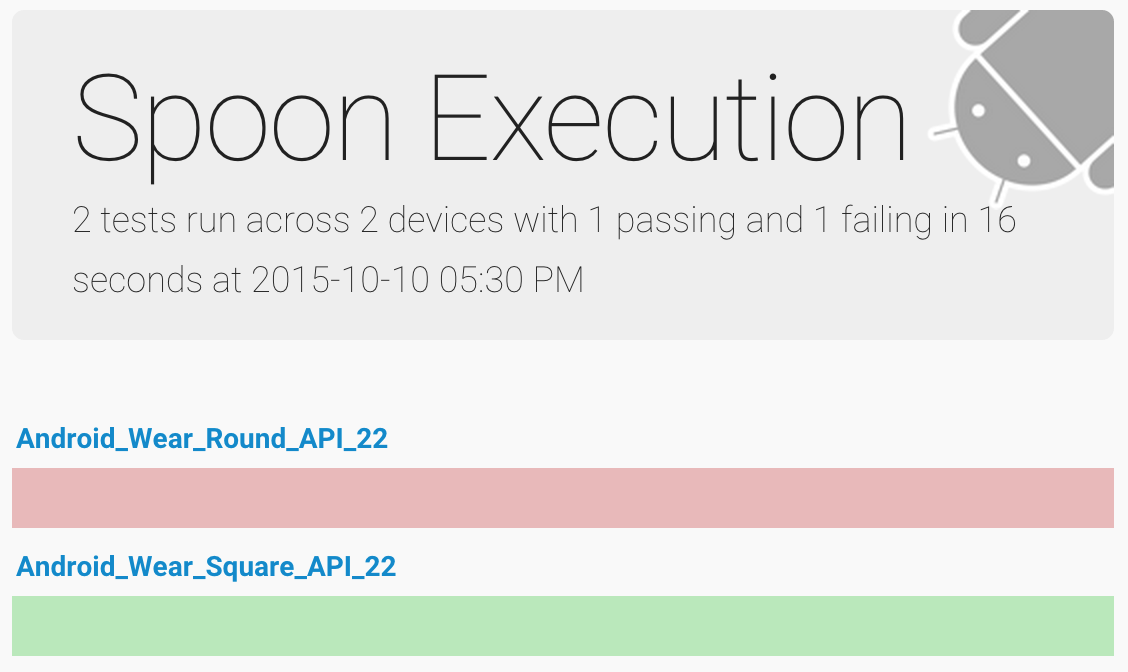 Spoon Execution
2 tests run across 2 devices with 1 passing and 1 failing in 16
seconds at 2015-10-10 05:30 PM
Android_Wear_Round_API_22
Android_Wear_Square_API_22